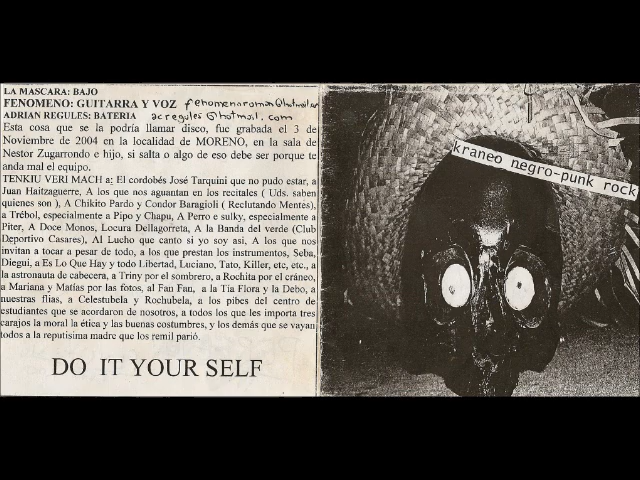 LA MASCARA: BAJO
FENOMENO: GUITARRA Y VOZ fenomenoroman@hotmail.com
ADRIAN REGULES: BATERIA acregules@hotmail.com
Esta cosa que se la podría llamar disco, fue grabada el 3 de
Noviembre de 2004 en la localidad de MORENO, en la sala de
Nestor Zugarrondo e hijo, si salta o algo de eso debe ser porque te
anda mal el equipo.
TENKIU VERI MACH a; El cordobés José Tarquini que no pudo estar, a
Juan Haitzaguerre, A los que nos aguantan en los recitales ( Uds. saben
quienes son ), A Chikito Pardo y Condor Baragioli ( Reclutando Mentes),
a Trébol, especialmente a Pipo y Chapu, A Perro e sulky, especialmente a
Piter, A Doce Monos, Locura Dellagorreta, A la Banda del verde (Club
Deportivo Casares), Al Lucho que canto si yo soy asi, A los que nos
invitan a tocar a pesar de todo, a los que prestan los instrumentos, Seba,
Diegui, a Es Lo Que Hay y todo Libertad, Luciano, Tato, Killer, etc, etc., a
la astronauta de cabecera, a Triny por el sombrero, a Rochita por el cráneo,
a Mariana y Matías por las fotos, al Fan Fan, a la Tia Flora y la Debo, a
nuestras flias, a Celestubela y Rochubela, a los pibes del centro de
estudiantes que se acordaron de nosotros, a todos los que les importa tres
carajos la moral la ética y las buenas costumbres, y los demás que se vayan
todos a la reputisima madre que los remil parió.
DO IT YOUR SELF
kraneo negro-punk rock